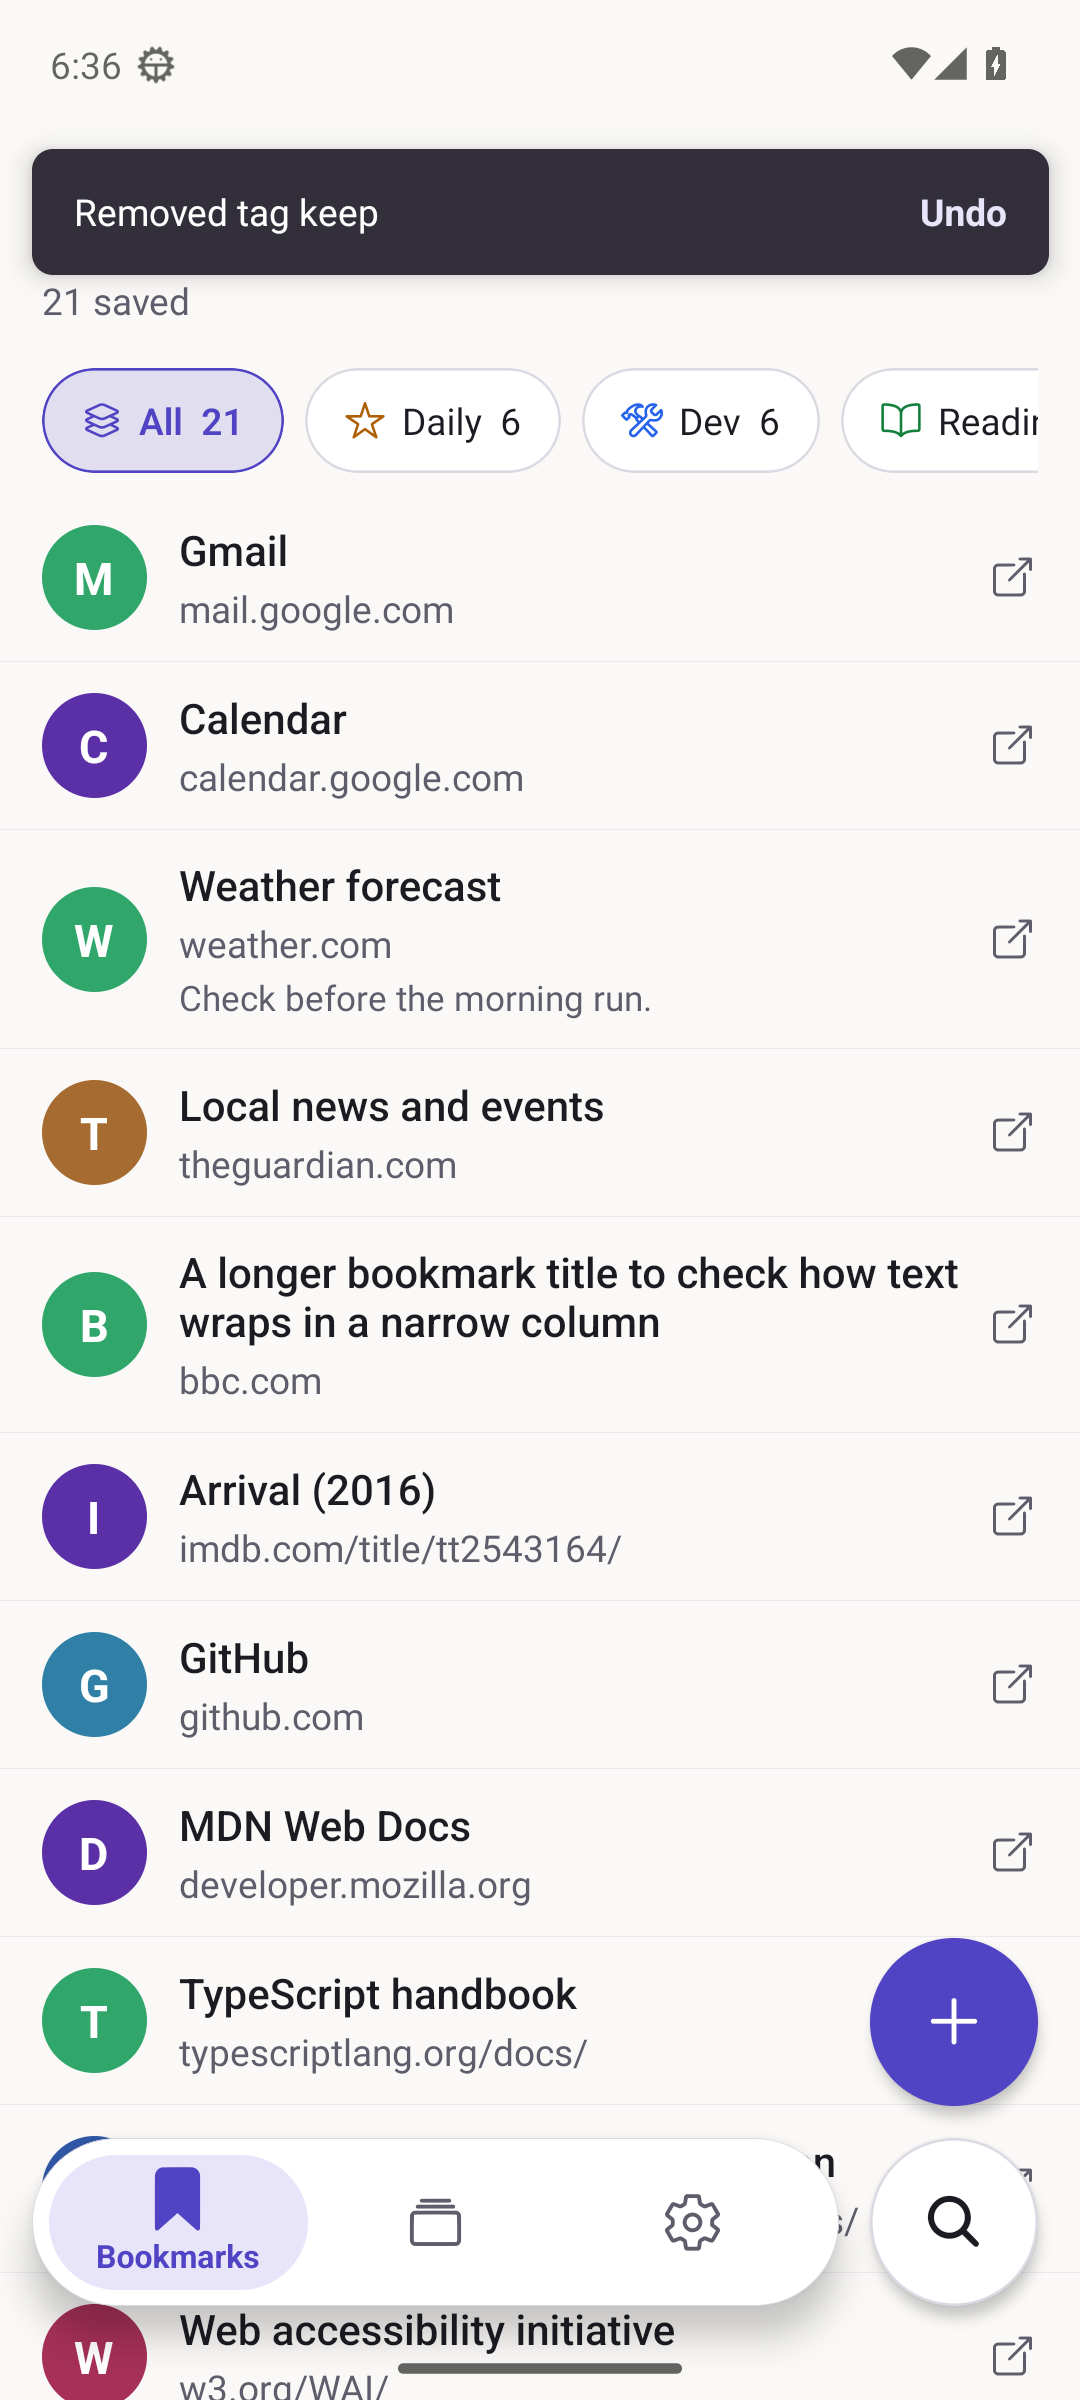 6:36
Removed tag keep Undo
21 saved
All 21 Daily 6 Dev 6 Readin
M Gmail
mail.google.com
C Calendar
calendar.google.com
W Weather forecast
weather.com
Check before the morning run.
T Local news and events
theguardian.com
B A longer bookmark title to check how text
wraps in a narrow column
bbc.com
I Arrival (2016)
imdb.com/title/tt2543164/
G GitHub
github.com
D MDN Web Docs
developer.mozilla.org
T TypeScript handbook
typescriptlang.org/docs/
n
s/
Bookmarks
W Web accessibility initiative
w3.org/WAI/